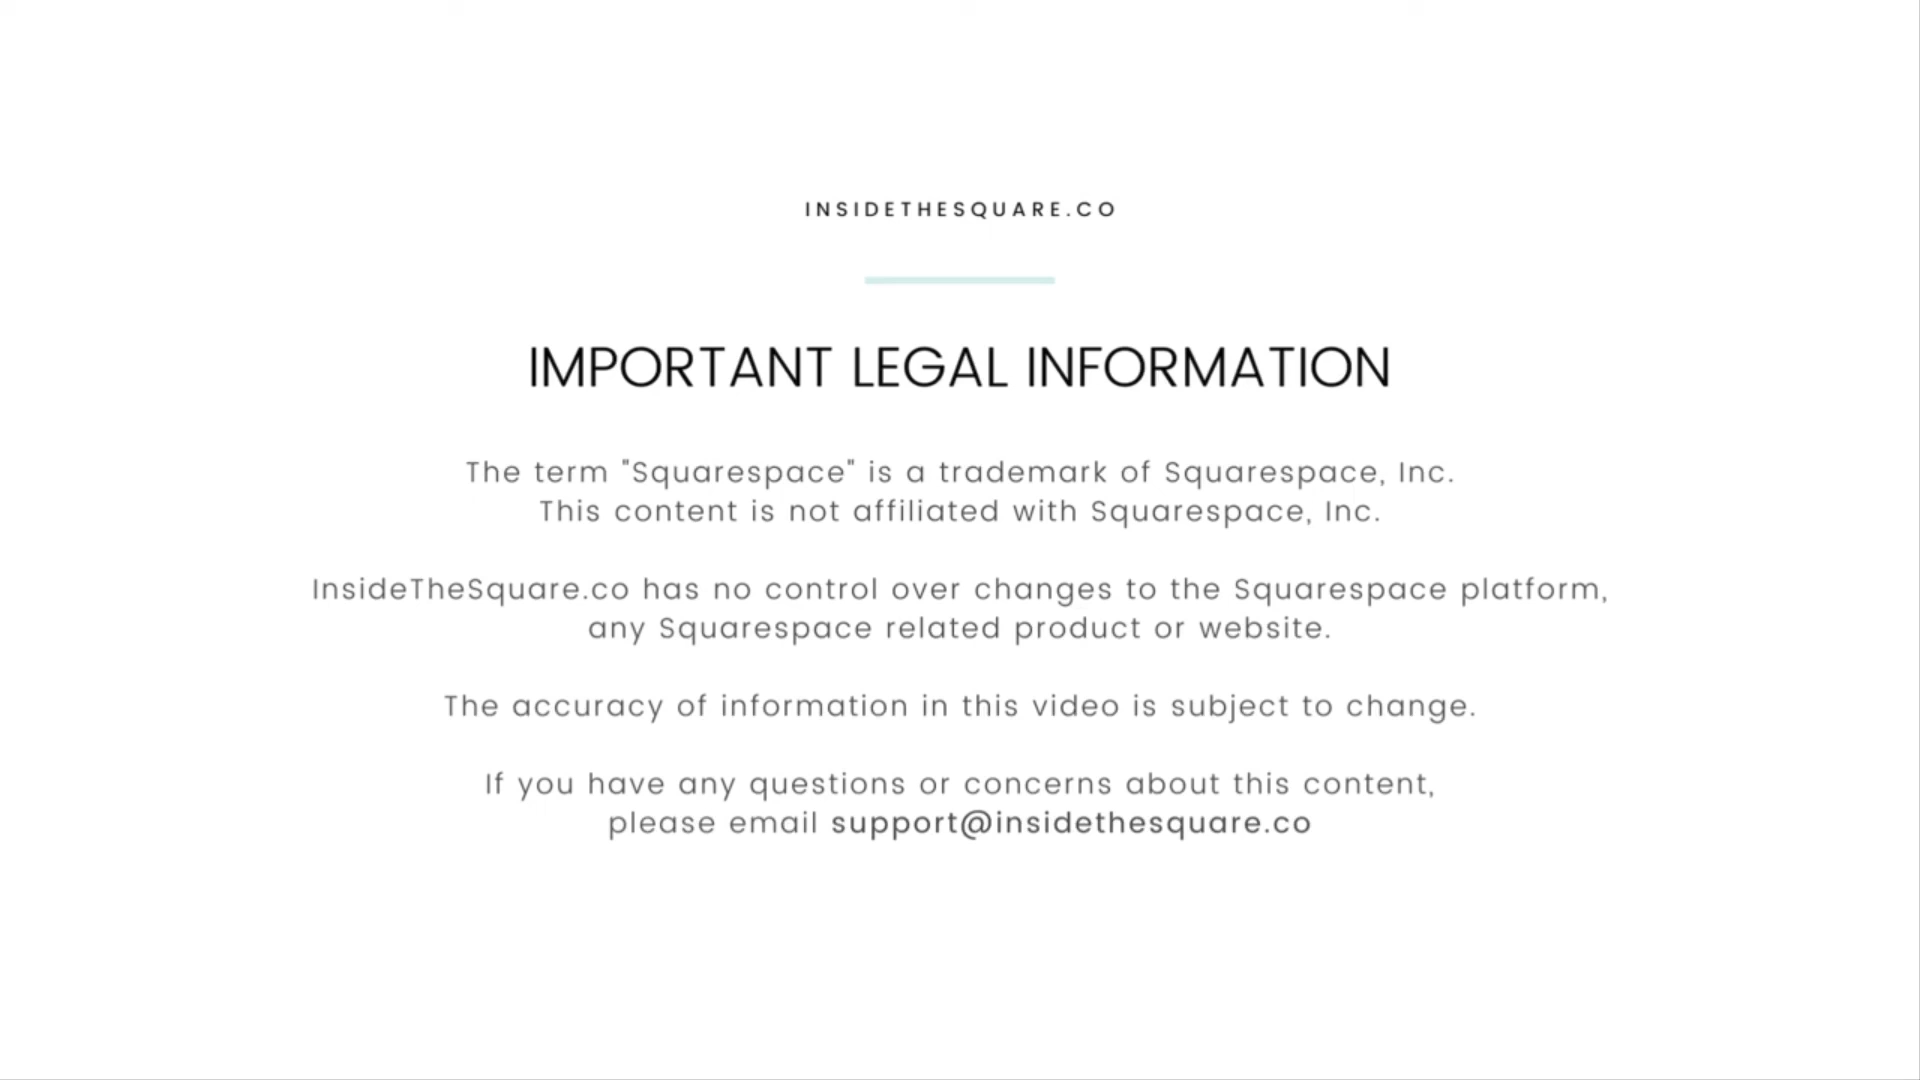 INSIDETHESQUARE.CO
IMPORTANT LEGAL INFORMATION
The term "Squarespace" is a trademark of Squarespace, Inc.
This content is not affiliated with Squarespace, Inc.
InsideTheSquare.co has no control over changes to the Squarespace platform,
any Squarespace related product or website.
The accuracy of information in this video is subject to change.
If you have any questions or concerns about this content,
please email support@insidethesquare.co